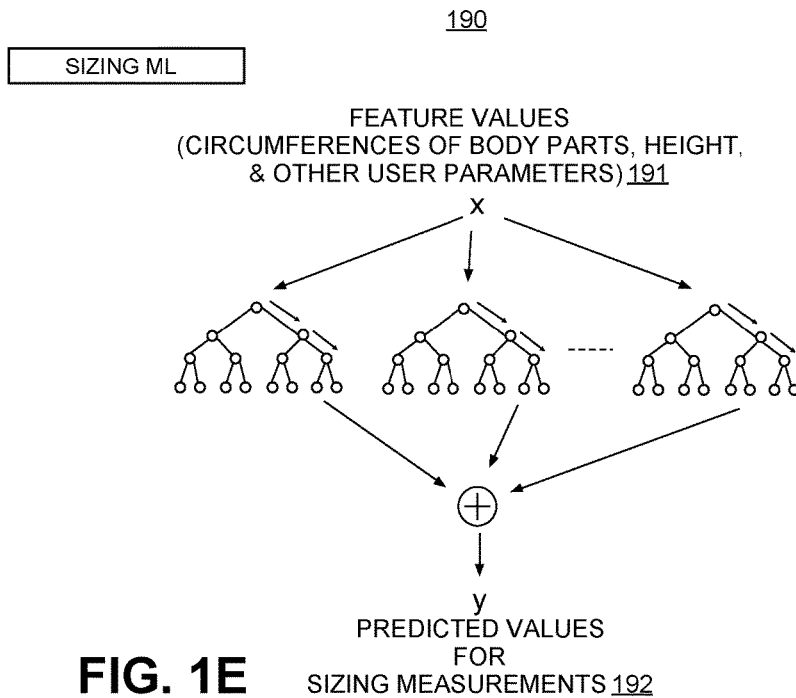 190
SIZING ML
FEATURE VALUES
(CIRCUMFERENCES OF BODY PARTS, HEIGHT,
& OTHER USER PARAMETERS) 191
x
y
PREDICTED VALUES
FOR
SIZING MEASUREMENTS 192
FIG. 1E